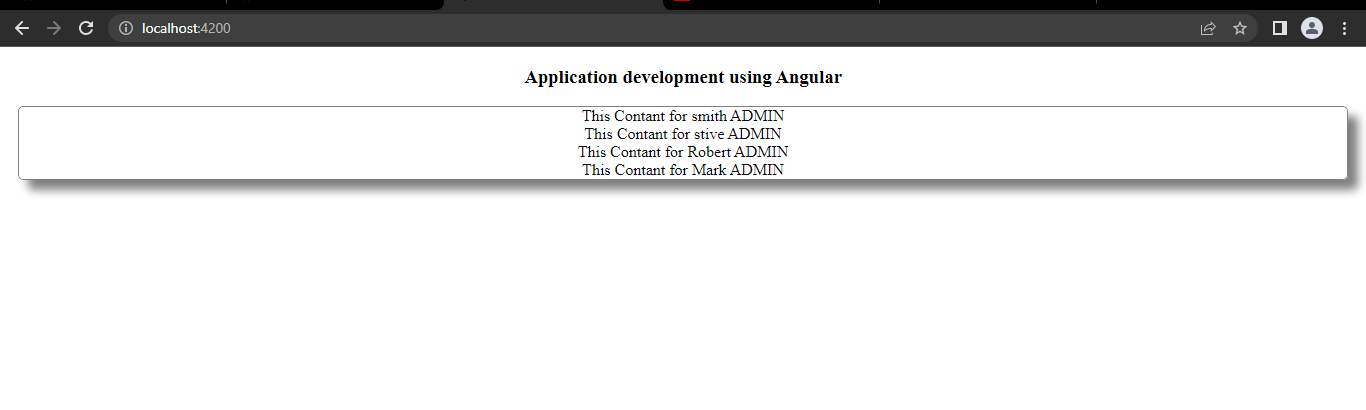 localhost:4200
Application development using Angular
This Contant for smith ADMIN
This Contant for stive ADMIN
This Contant for Robert ADMIN
This Contant for Mark ADMIN